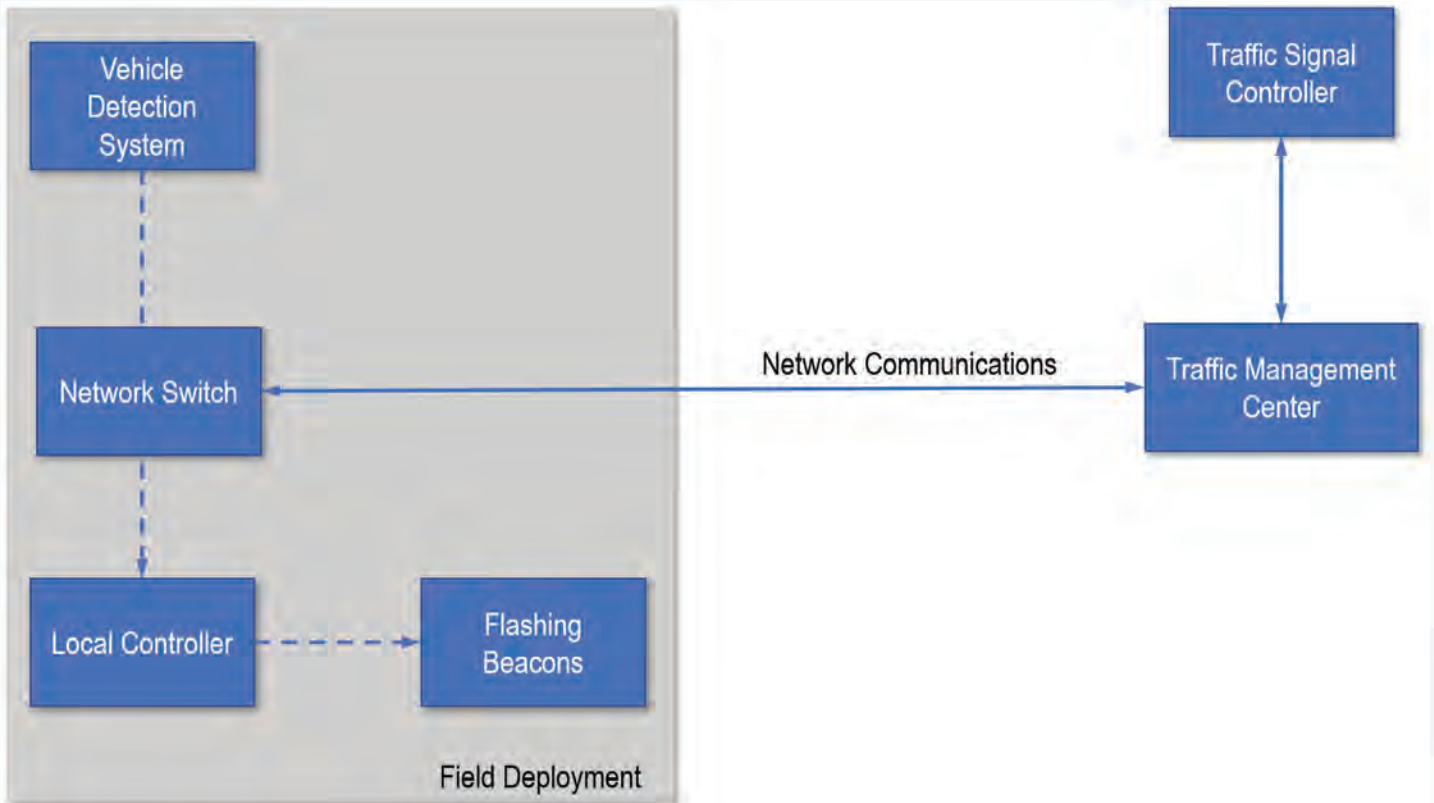 Vehicle
Detection
System
Traffic Signal
Controller
Network Switch
Network Communications
Traffic Management
Center
Local Controller
Flashing
Beacons
Field Deployment